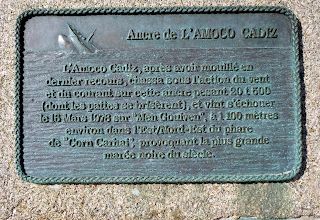 Ancre de L'AMOCO CADIZ
L'Amoco Cadiz, après avoir mouillé en
dernier recours, chassa sous l'action du vent
et du courant sur cette ancre pesant 20 t 500
(dont les pattes se brisèrent), et vint s'échouer
le 16 Mars 1978 sur "Men Goulven", à 1 100 mètres
environ dans l'Est/Nord-Est du phare
de "Corn Carhai", provoquant la plus grande
marée noire du siècle.